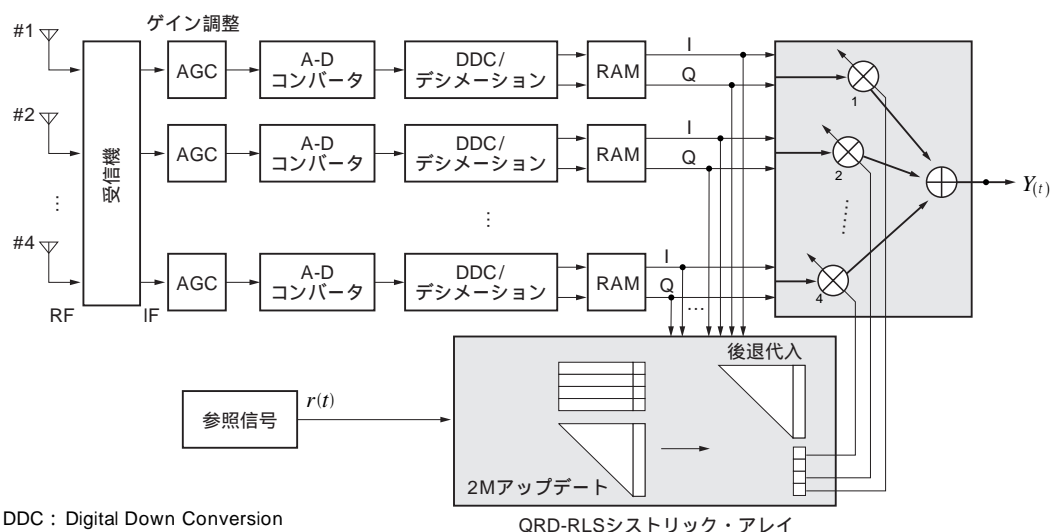 ゲイン調整
#1
AGC
A-D
コンバータ
DDC/
デシメーション
RAM
I
Q
1
#2
AGC
A-D
コンバータ
DDC/
デシメーション
RAM
I
Q
2
受信機
Y(t)
…
…
……
#4
AGC
A-D
コンバータ
DDC/
デシメーション
RAM
I
Q
…
4
RF
IF
後退代入
参照信号
r(t)
2Mアップデート
DDC：Digital Down Conversion
QRD-RLSシストリック・アレイ